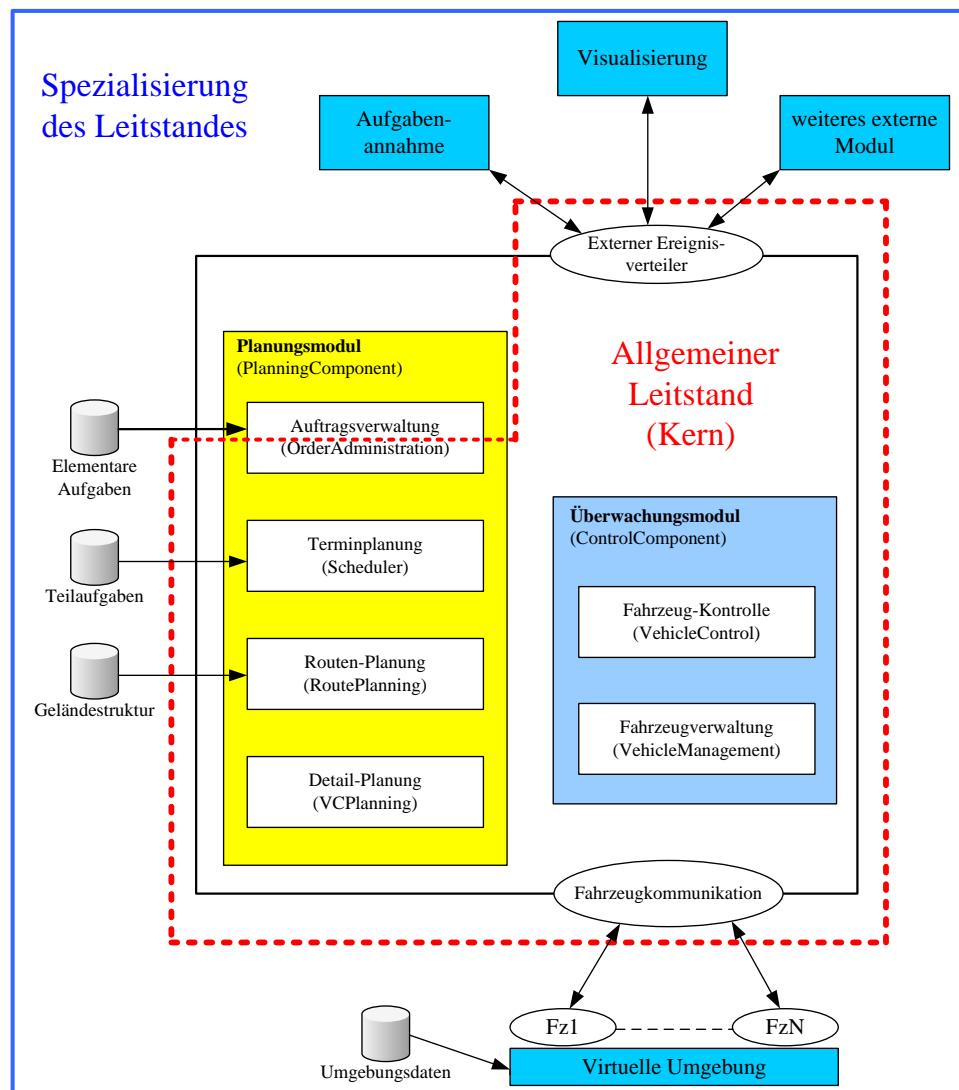 Spezialisierung
des Leitstandes
Visualisierung
Aufgaben-
annahme
weiteres externe
Modul
Externer Ereignis-
verteiler
Allgemeiner
Leitstand
(Kern)
Planungsmodul
(PlanningComponent)
Auftragsverwaltung
(OrderAdministration)
Terminplanung
(Scheduler)
Routen-Planung
(RoutePlanning)
Detail-Planung
(VCPlanning)
Elementare
Aufgaben
Teilaufgaben
Geländestruktur
Überwachungsmodul
(ControlComponent)
Fahrzeug-Kontrolle
(VehicleControl)
Fahrzeugverwaltung
(VehicleManagement)
Fahrzeugkommunikation
Fz1
FzN
Virtuelle Umgebung
Umgebungsdaten